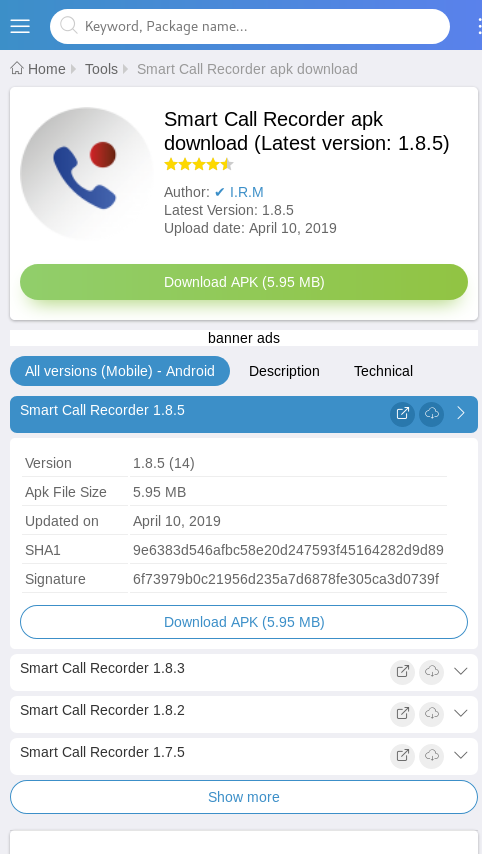 Keyword, Package name...
Home Tools Smart Call Recorder apk download
Smart Call Recorder apk
download (Latest version: 1.8.5)
Author: ✔ I.R.M
Latest Version: 1.8.5
Upload date: April 10, 2019
Download APK (5.95 MB)
banner ads
All versions (Mobile) - Android Description Technical
Smart Call Recorder 1.8.5
Version 1.8.5 (14)
Apk File Size 5.95 MB
Updated on April 10, 2019
SHA1 9e6383d546afbc58e20d247593f45164282d9d89
Signature 6f73979b0c21956d235a7d6878fe305ca3d0739f
Download APK (5.95 MB)
Smart Call Recorder 1.8.3
Smart Call Recorder 1.8.2
Smart Call Recorder 1.7.5
Show more